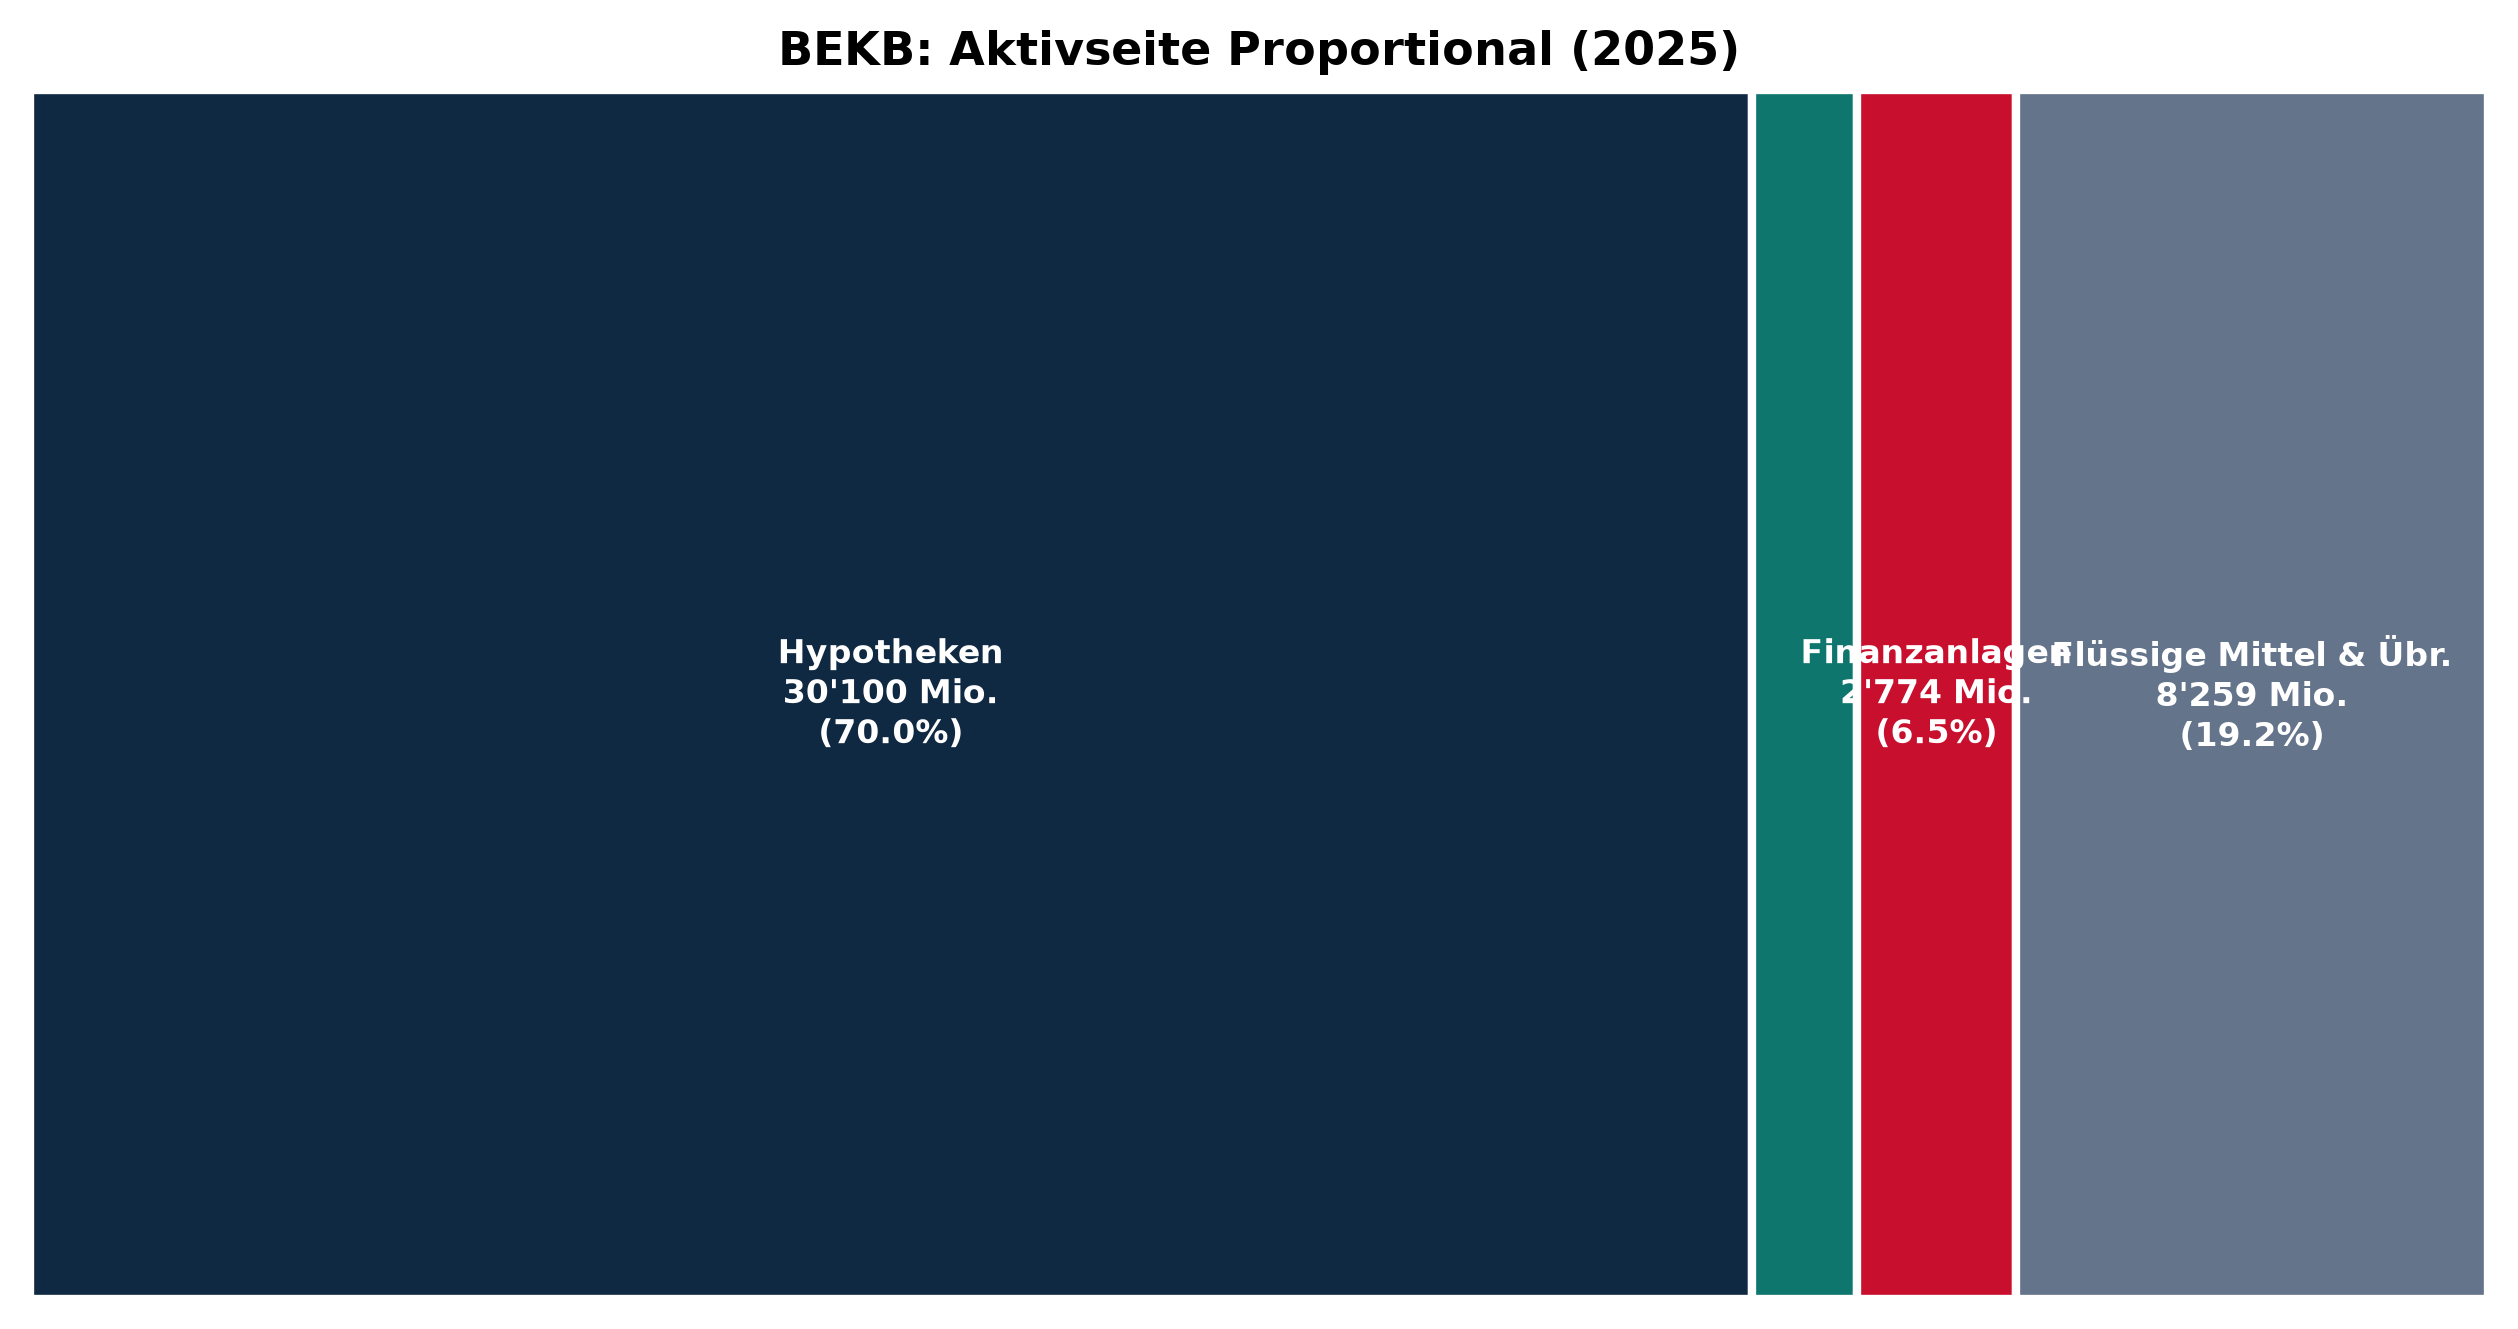 BEKB: Aktivseite Proportional (2025)
Hypotheken
30'100 Mio.
(70.0%)
Finanzanlagen
2'774 Mio.
(6.5%)
Flüssige Mittel & Übr.
8'259 Mio.
(19.2%)